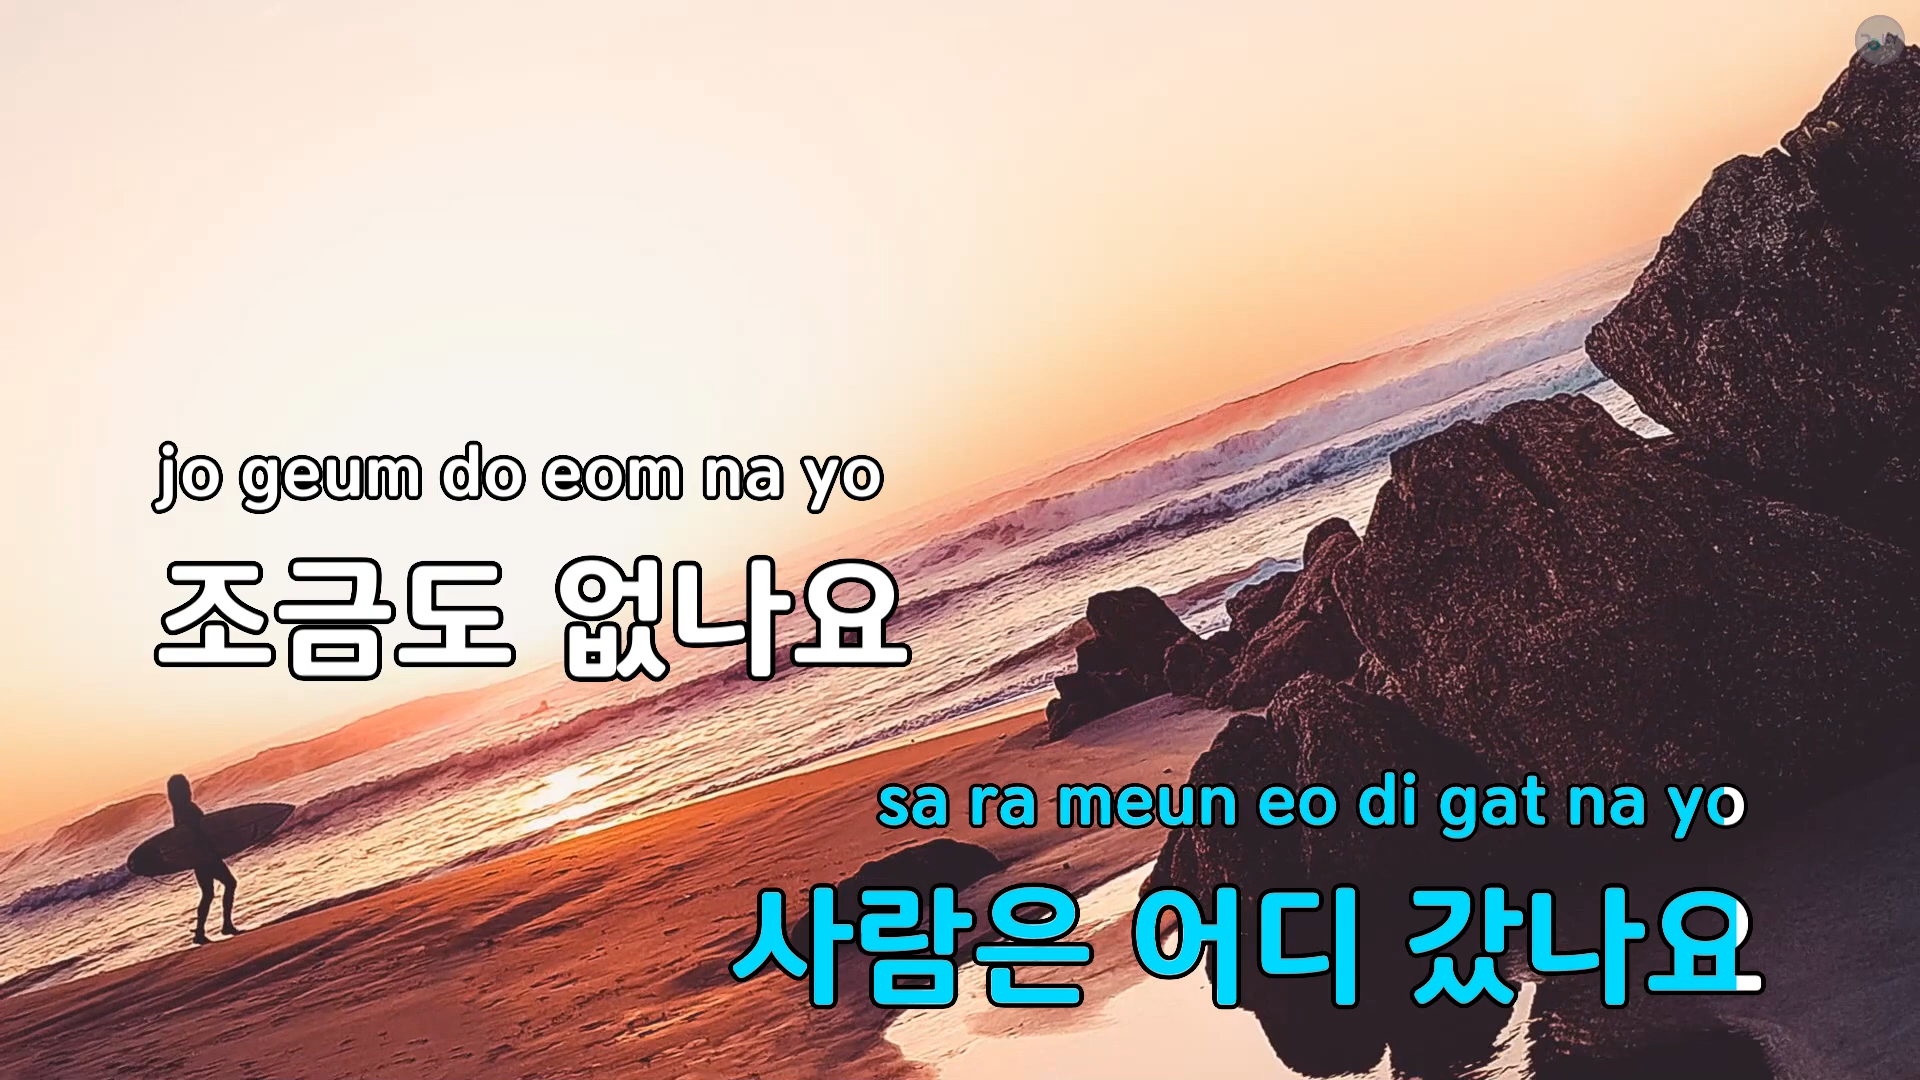 jo geum do eom na yo
조금도 없나요
sa ra meun eo di gat na yo
사람은 어디 갔나요